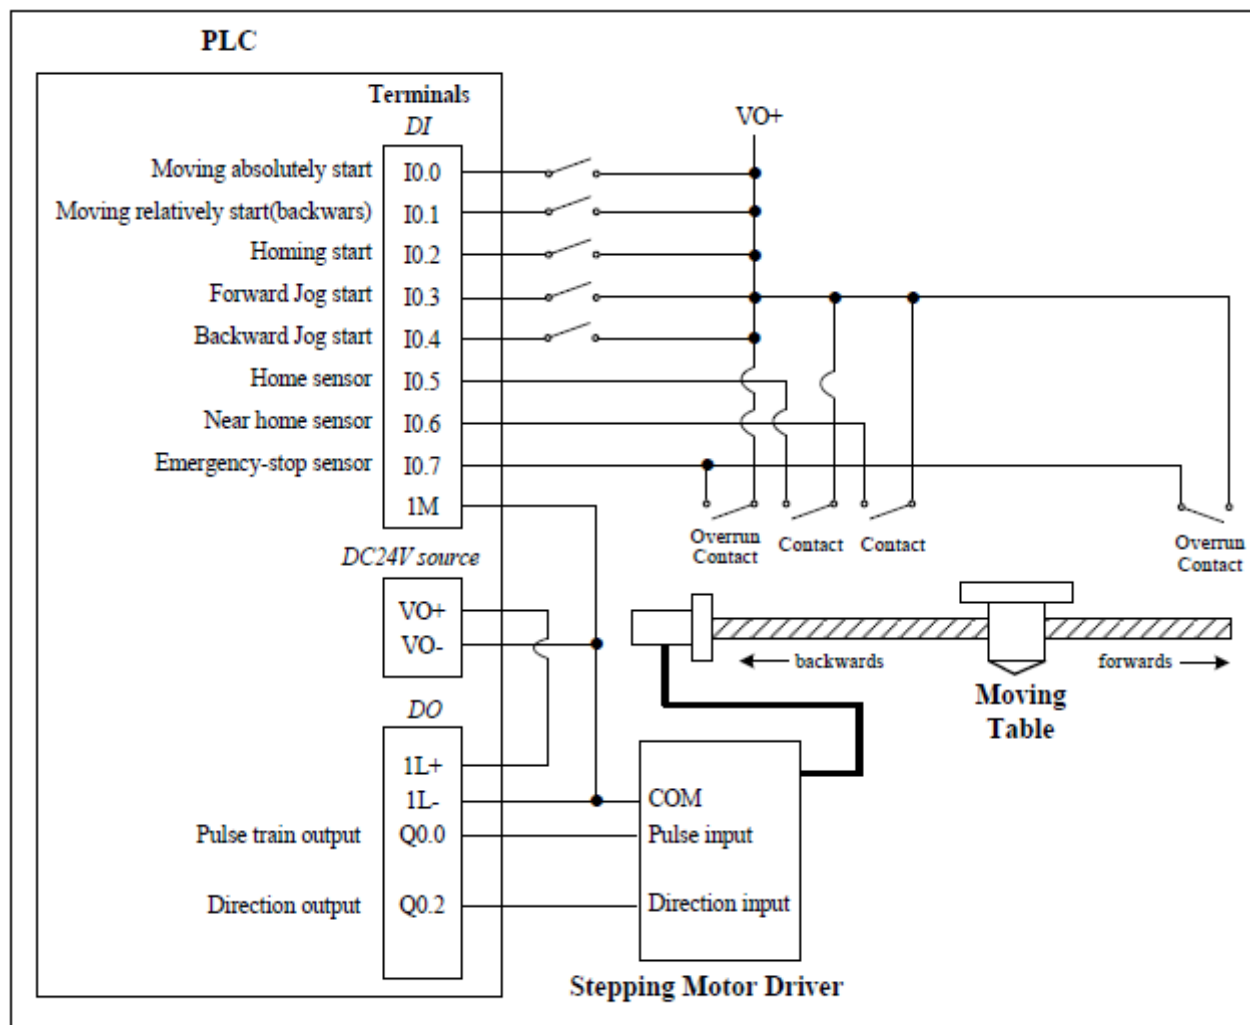 PLC
Terminals
DI
VO+
Moving absolutely start I0.0
Moving relatively start(backwars) I0.1
Homing start I0.2
Forward Jog start I0.3
Backward Jog start I0.4
Home sensor I0.5
Near home sensor I0.6
Emergency-stop sensor I0.7
1M
Overrun
Contact
Contact
Contact
Overrun
Contact
DC24V source
VO+
VO-
backwards
forwards
Moving
Table
DO
1L+
1L-
COM
Pulse train output Q0.0
Pulse input
Direction output Q0.2
Direction input
Stepping Motor Driver